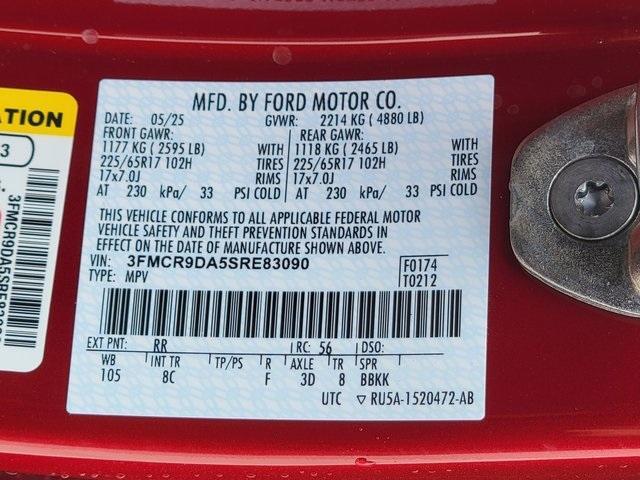 MFD. BY FORD MOTOR CO.
DATE: 05/25 GVWR: 2214 KG ( 4880 LB)
FRONT GAWR: REAR GAWR:
1177 KG ( 2595 LB) WITH 1118 KG ( 2465 LB) WITH
225/65R17 102H TIRES 225/65R17 102H TIRES
17x7.0J RIMS 17x7.0J RIMS
AT 230 kPa/ 33 PSI COLD AT 230 kPa/ 33 PSI COLD
THIS VEHICLE CONFORMS TO ALL APPLICABLE FEDERAL MOTOR
VEHICLE SAFETY AND THEFT PREVENTION STANDARDS IN
EFFECT ON THE DATE OF MANUFACTURE SHOWN ABOVE.
VIN: 3FMCR9DA5SRE83090 F0174
TYPE: MPV T0212
EXT PNT: RR RC: 56 DSO:
WB INT TR TP/PS R AXLE TR SPR
105 8C F 3D 8 BBKK
UTC ▽ RU5A-1520472-AB
ATION
3